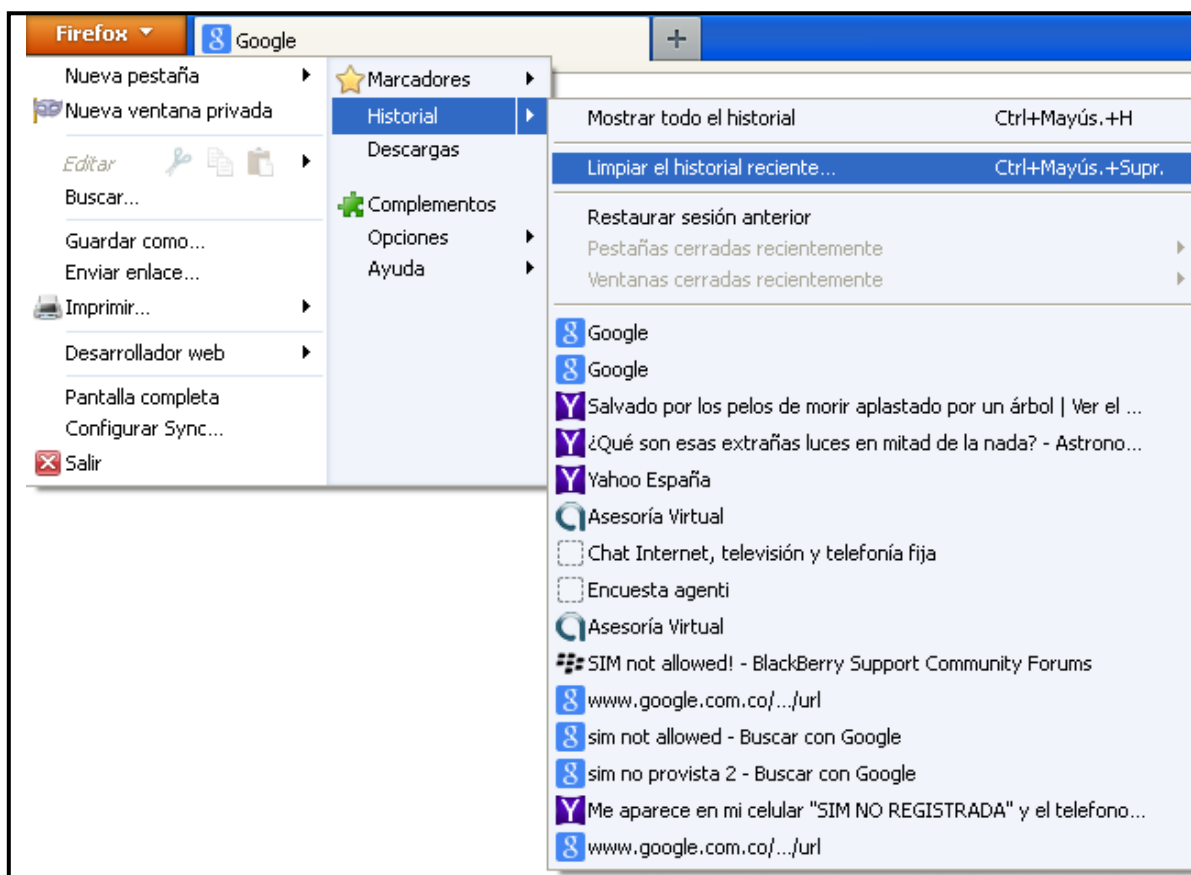 Firefox
Google
Nueva pestaña
Nueva ventana privada
Editar
Buscar...
Guardar como...
Enviar enlace...
Imprimir...
Desarrollador web
Pantalla completa
Configurar Sync...
Salir
Marcadores
Historial
Descargas
Complementos
Opciones
Ayuda
Mostrar todo el historial Ctrl+Mayús.+H
Limpiar el historial reciente... Ctrl+Mayús.+Supr.
Restaurar sesión anterior
Pestañas cerradas recientemente
Ventanas cerradas recientemente
Google
Google
Salvado por los pelos de morir aplastado por un árbol | Ver el ...
¿Qué son esas extrañas luces en mitad de la nada? - Astrono...
Yahoo España
Asesoría Virtual
Chat Internet, televisión y telefonía fija
Encuesta agenti
Asesoría Virtual
SIM not allowed! - BlackBerry Support Community Forums
www.google.com.co/.../url
sim not allowed - Buscar con Google
sim no provista 2 - Buscar con Google
Me aparece en mi celular "SIM NO REGISTRADA" y el telefono...
www.google.com.co/.../url